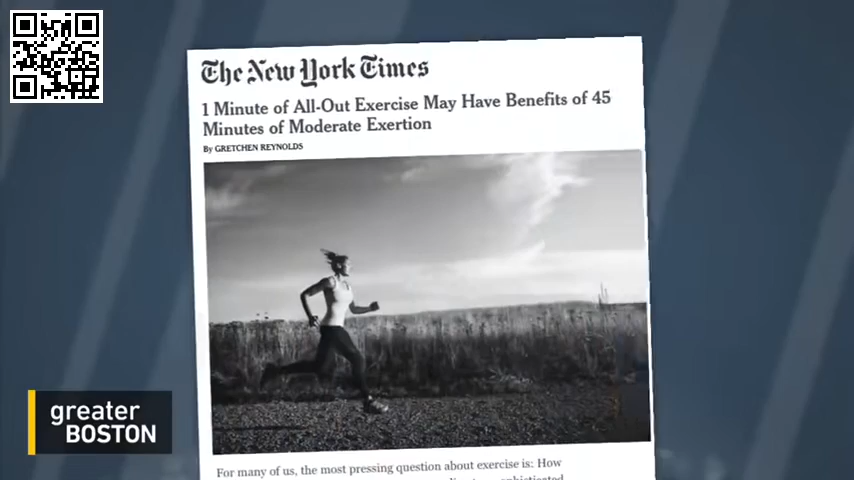 The New York Times
1 Minute of All-Out Exercise May Have Benefits of 45
Minutes of Moderate Exertion
By GRETCHEN REYNOLDS
greater
BOSTON
For many of us, the most pressing question about exercise is: How
sophisticated